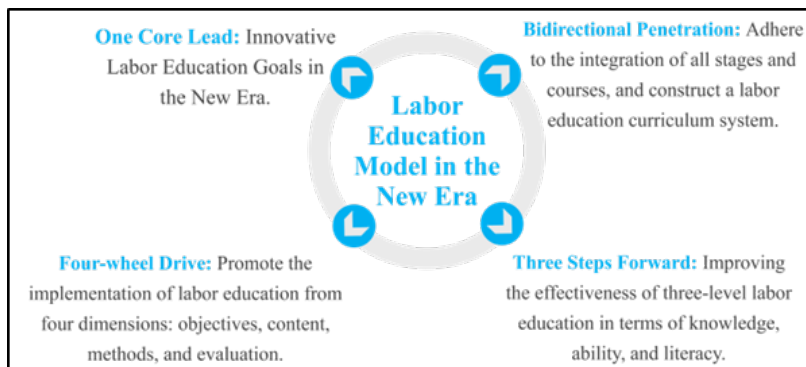 One Core Lead: Innovative
Labor Education Goals in
the New Era.
Bidirectional Penetration: Adhere
to the integration of all stages and
courses, and construct a labor
education curriculum system.
Labor
Education
Model in the
New Era
Four-wheel Drive: Promote the
implementation of labor education from
four dimensions: objectives, content,
methods, and evaluation.
Three Steps Forward: Improving
the effectiveness of three-level labor
education in terms of knowledge,
ability, and literacy.